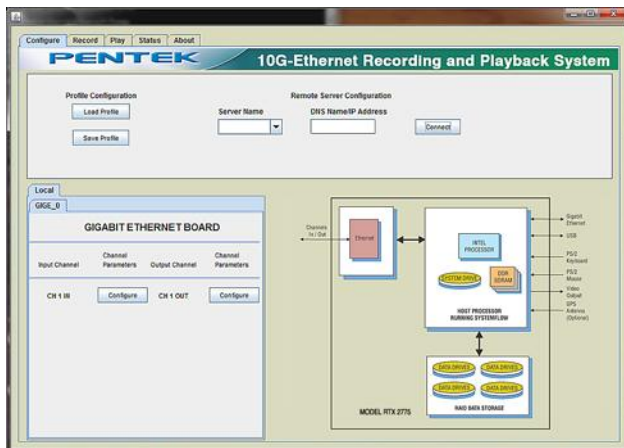 Configure Record Play Status About
PENTEK 10G-Ethernet Recording and Playback System
Profile Configuration
Load Profile
Save Profile
Remote Server Configuration
Server Name DNS Name/IP Address
Connect
Local
GIGE_0
GIGABIT ETHERNET BOARD
Input Channel Channel Parameters Output Channel Channel Parameters
CH 1 IN Configure CH 1 OUT Configure
Channels
In / Out
Ethernet
INTEL
PROCESSOR
SYSTEM DRIVE
DDR
SDRAM
HOST PROCESSOR
RUNNING SYSTEMFLOW
Gigabit
Ethernet
USB
PS/2
Keyboard
PS/2
Mouse
Video
Output
GPS
Antenna
(Optional)
DATA DRIVES DATA DRIVES
DATA DRIVES DATA DRIVES
RAID DATA STORAGE
MODEL RTX 2775